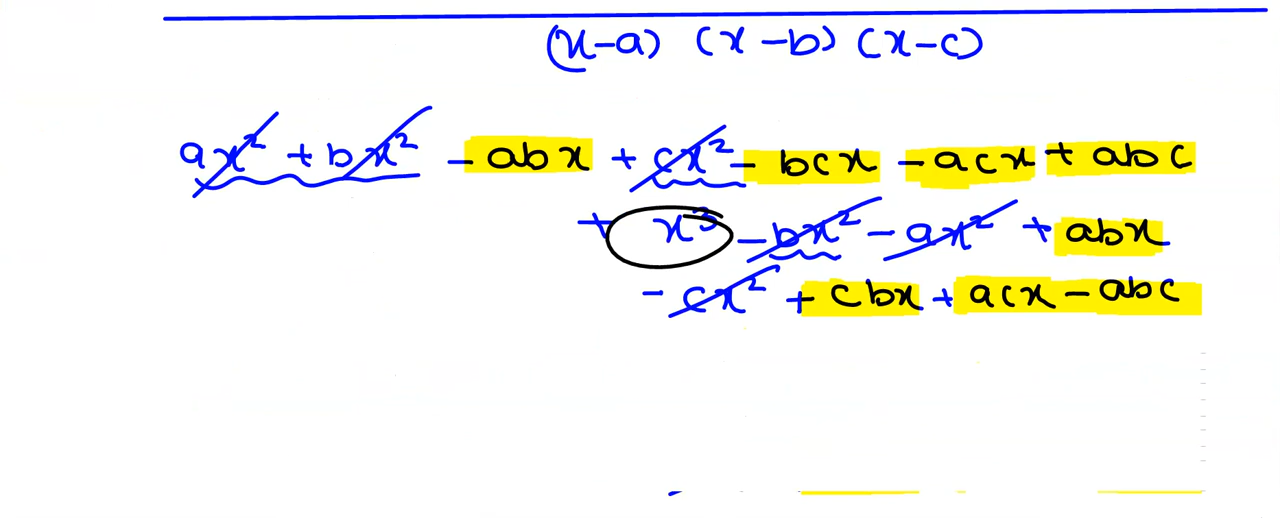 (x-a) (x-b) (x-c)
ax² + bx² - abx + cx² - bcx - acx + abc
+ x³ - bx² - ax² + abx
- cx² + cbx + acx - abc